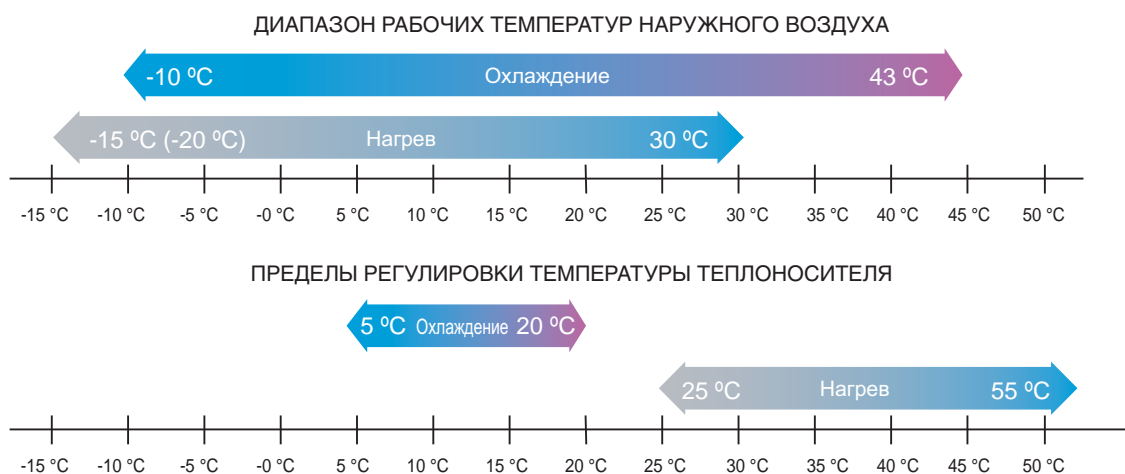 ДИАПАЗОН РАБОЧИХ ТЕМПЕРАТУР НАРУЖНОГО ВОЗДУХА
-10 ºC Охлаждение 43 ºC
-15 ºC (-20 ºC) Нагрев 30 ºC
-15 °C -10 °C -5 °C -0 °C 5 °C 10 °C 15 °C 20 °C 25 °C 30 °C 35 °C 40 °C 45 °C 50 °C
ПРЕДЕЛЫ РЕГУЛИРОВКИ ТЕМПЕРАТУРЫ ТЕПЛОНОСИТЕЛЯ
5 ºC Охлаждение 20 ºC
25 ºC Нагрев 55 ºC
-15 °C -10 °C -5 °C -0 °C 5 °C 10 °C 15 °C 20 °C 25 °C 30 °C 35 °C 40 °C 45 °C 50 °C